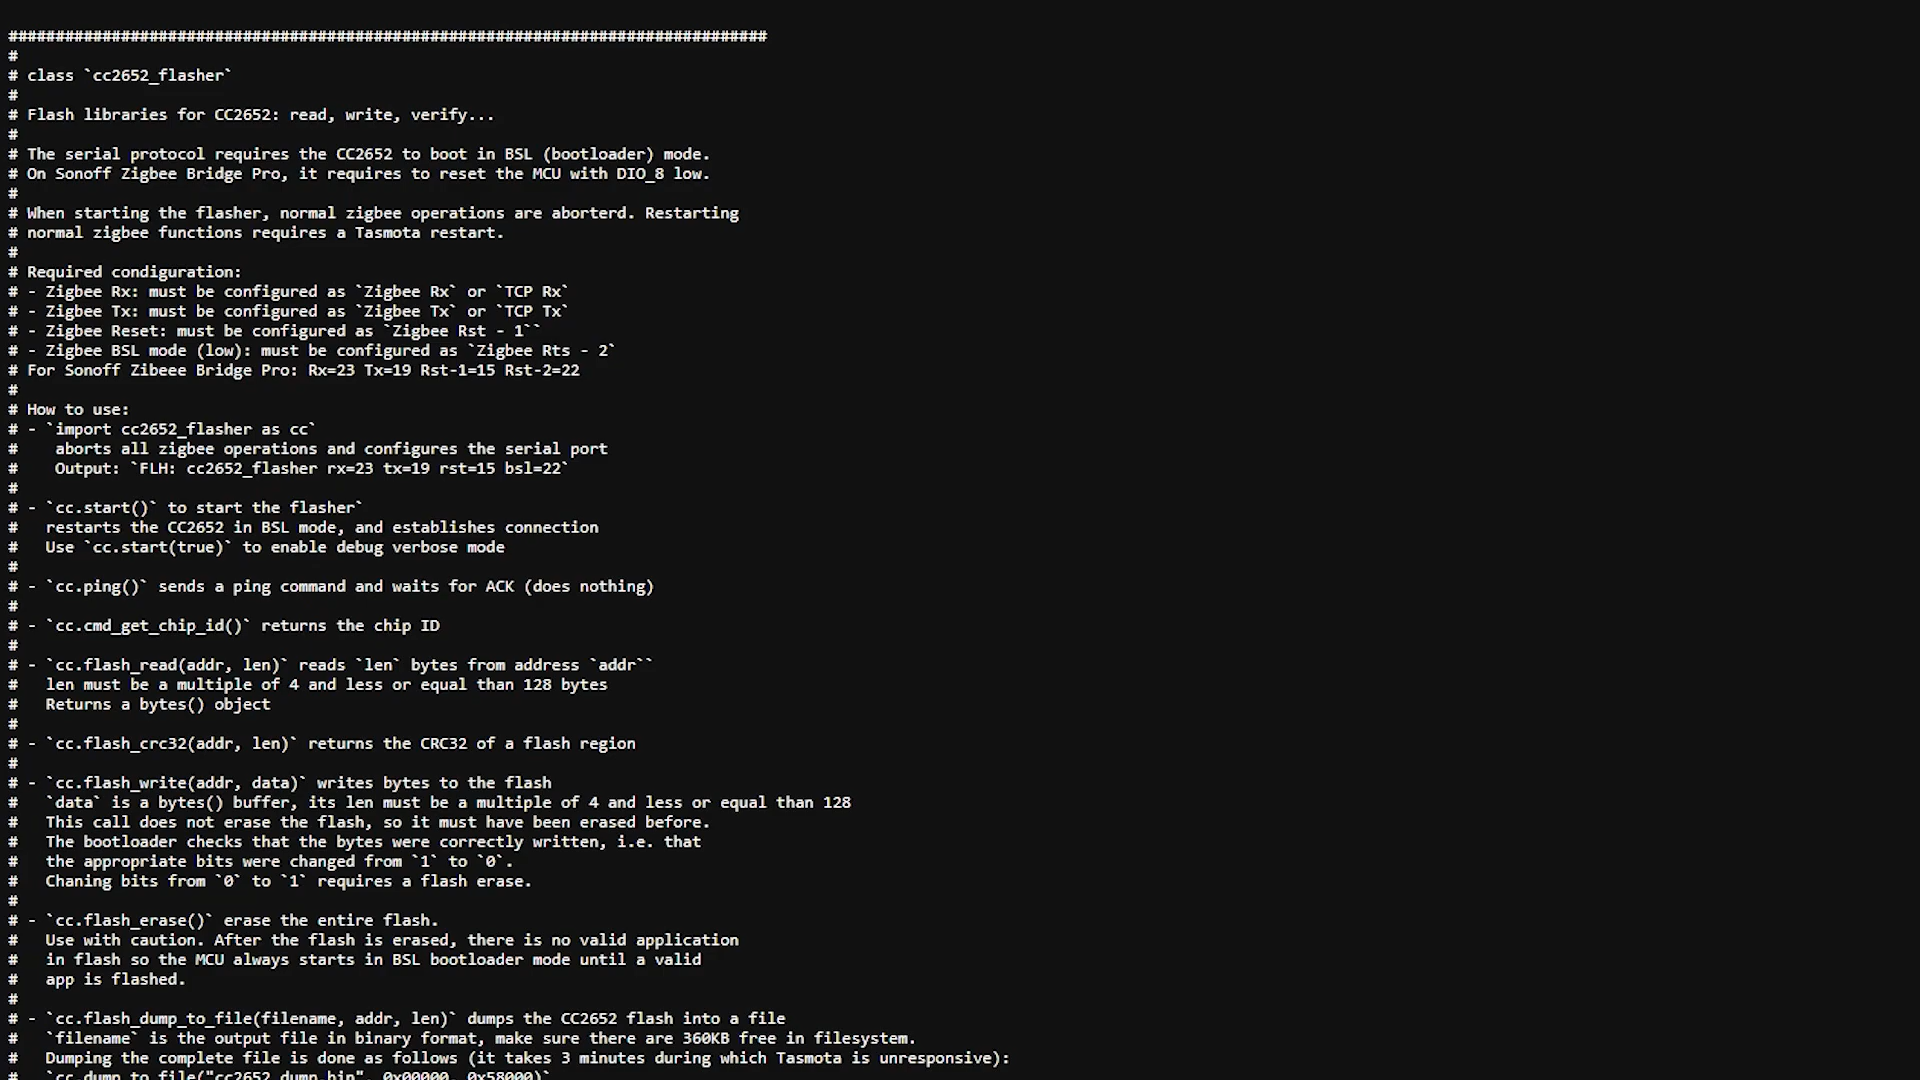 #################################################################################
#
# class `cc2652_flasher`
#
# Flash libraries for CC2652: read, write, verify...
#
# The serial protocol requires the CC2652 to boot in BSL (bootloader) mode.
# On Sonoff Zigbee Bridge Pro, it requires to reset the MCU with DIO_8 low.
#
# When starting the flasher, normal zigbee operations are aborterd. Restarting
# normal zigbee functions requires a Tasmota restart.
#
# Required condiguration:
# - Zigbee Rx: must be configured as `Zigbee Rx` or `TCP Rx`
# - Zigbee Tx: must be configured as `Zigbee Tx` or `TCP Tx`
# - Zigbee Reset: must be configured as `Zigbee Rst - 1``
# - Zigbee BSL mode (low): must be configured as `Zigbee Rts - 2`
# For Sonoff Zibeee Bridge Pro: Rx=23 Tx=19 Rst-1=15 Rst-2=22
#
# How to use:
# - `import cc2652_flasher as cc`
#    aborts all zigbee operations and configures the serial port
#    Output: `FLH: cc2652_flasher rx=23 tx=19 rst=15 bsl=22`
#
# - `cc.start()` to start the flasher`
#   restarts the CC2652 in BSL mode, and establishes connection
#   Use `cc.start(true)` to enable debug verbose mode
#
# - `cc.ping()` sends a ping command and waits for ACK (does nothing)
#
# - `cc.cmd_get_chip_id()` returns the chip ID
#
# - `cc.flash_read(addr, len)` reads `len` bytes from address `addr``
#   len must be a multiple of 4 and less or equal than 128 bytes
#   Returns a bytes() object
#
# - `cc.flash_crc32(addr, len)` returns the CRC32 of a flash region
#
# - `cc.flash_write(addr, data)` writes bytes to the flash
#   `data` is a bytes() buffer, its len must be a multiple of 4 and less or equal than 128
#   This call does not erase the flash, so it must have been erased before.
#   The bootloader checks that the bytes were correctly written, i.e. that
#   the appropriate bits were changed from `1` to `0`.
#   Chaning bits from `0` to `1` requires a flash erase.
#
# - `cc.flash_erase()` erase the entire flash.
#   Use with caution. After the flash is erased, there is no valid application
#   in flash so the MCU always starts in BSL bootloader mode until a valid
#   app is flashed.
#
# - `cc.flash_dump_to_file(filename, addr, len)` dumps the CC2652 flash into a file
#   `filename` is the output file in binary format, make sure there are 360KB free in filesystem.
#   Dumping the complete file is done as follows (it takes 3 minutes during which Tasmota is unresponsive):
#   `cc.dump_to_file("cc2652_dump.bin", 0x00000, 0x58000)`